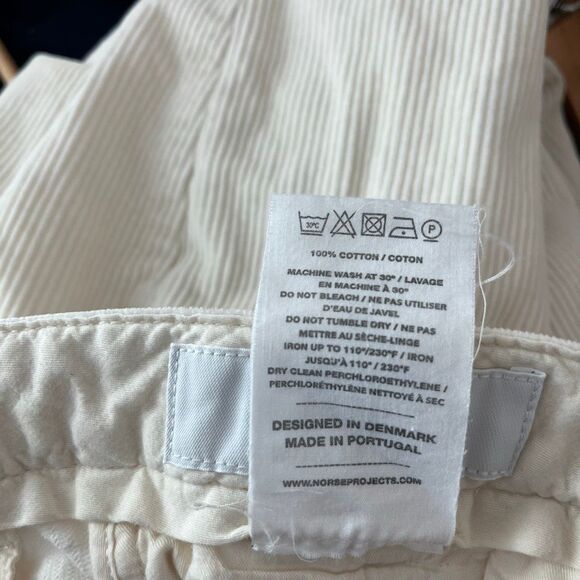 30°C P
100% COTTON / COTON
MACHINE WASH AT 30° / LAVAGE
EN MACHINE À 30°
DO NOT BLEACH / NE PAS UTILISER
D'EAU DE JAVEL
DO NOT TUMBLE DRY / NE PAS
METTRE AU SÈCHE-LINGE
IRON UP TO 110°/230°F / IRON
JUSQU'À 110° / 230°F
DRY CLEAN PERCHLOROETHYLENE /
PERCHLORÉTHYLÈNE NETTOYÉ À SEC
DESIGNED IN DENMARK
MADE IN PORTUGAL
WWW.NORSEPROJECTS.COM